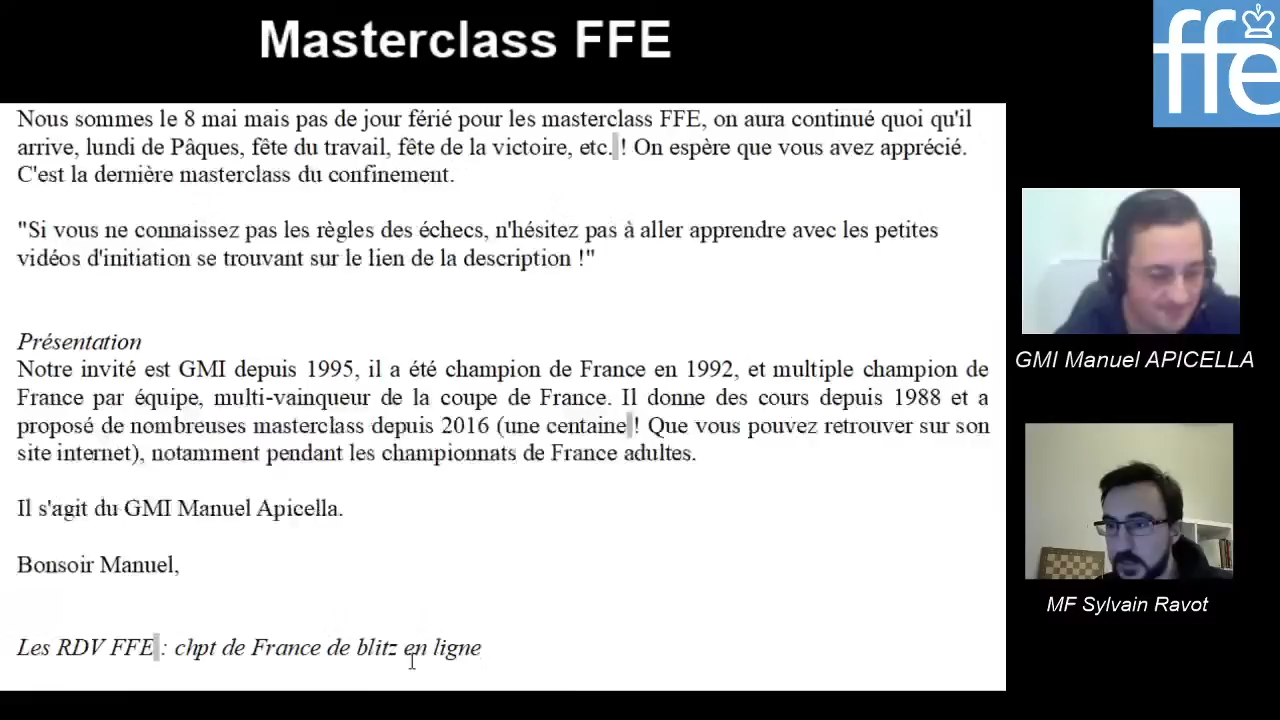 Masterclass FFE
ffe
Nous sommes le 8 mai mais pas de jour férié pour les masterclass FFE, on aura continué quoi qu'il
arrive, lundi de Pâques, fête du travail, fête de la victoire, etc. ! On espère que vous avez apprécié.
C'est la dernière masterclass du confinement.
"Si vous ne connaissez pas les règles des échecs, n'hésitez pas à aller apprendre avec les petites
vidéos d'initiation se trouvant sur le lien de la description !"
Présentation
Notre invité est GMI depuis 1995, il a été champion de France en 1992, et multiple champion de
France par équipe, multi-vainqueur de la coupe de France. Il donne des cours depuis 1988 et a
proposé de nombreuses masterclass depuis 2016 (une centaine ! Que vous pouvez retrouver sur son
site internet), notamment pendant les championnats de France adultes.
Il s'agit du GMI Manuel Apicella.
Bonsoir Manuel,
Les RDV FFE : chpt de France de blitz en ligne
GMI Manuel APICELLA
MF Sylvain Ravot